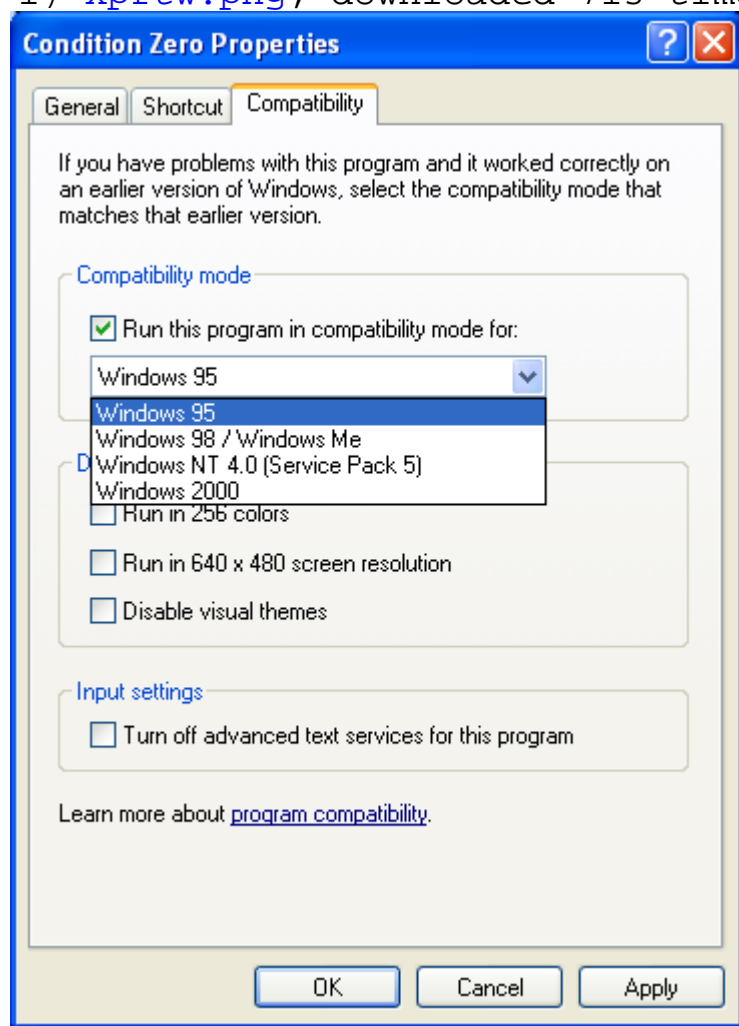 Condition Zero Properties
General Shortcut Compatibility
If you have problems with this program and it worked correctly on
an earlier version of Windows, select the compatibility mode that
matches that earlier version.
Compatibility mode
Run this program in compatibility mode for:
Windows 95
Windows 95
Windows 98 / Windows Me
D Windows NT 4.0 (Service Pack 5)
Windows 2000
Run in 256 colors
Run in 640 x 480 screen resolution
Disable visual themes
Input settings
Turn off advanced text services for this program
Learn more about program compatibility.
OK Cancel Apply